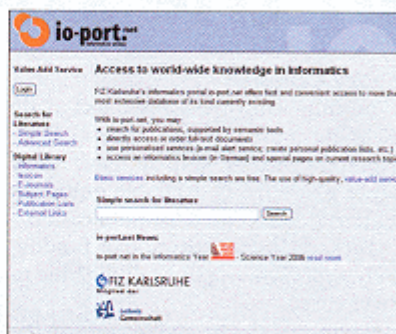 io-port.net
Value Add Service
Login
Search for
Literature
- Simple Search
- Advanced Search
Digital Library
- Informatics
lexicon
- E-Journals
- Subject Pages
- Publication Lists
- External Links
Access to world-wide knowledge in Informatics
FIZ Karlsruhe's informatics portal io-port.net offers fast and convenient access to more tha
most extensive database of its kind currently existing.
With io-port.net, you may:
• search for publications, supported by semantic tools
• directly access or order full-text documents
• use personalized services (e-mail alert service; create personal publication lists, etc.)
• access an informatics lexicon (in German) and special pages on current research topi
Basic services including a simple search are free. The use of high-quality, value-add servi
Simple search for literature
Search
io-port.net News:
io-port.net in the Informatics Year - Science Year 2006 read more
FIZ KARLSRUHE
Mitglied der
Leibniz
Gemeinschaft